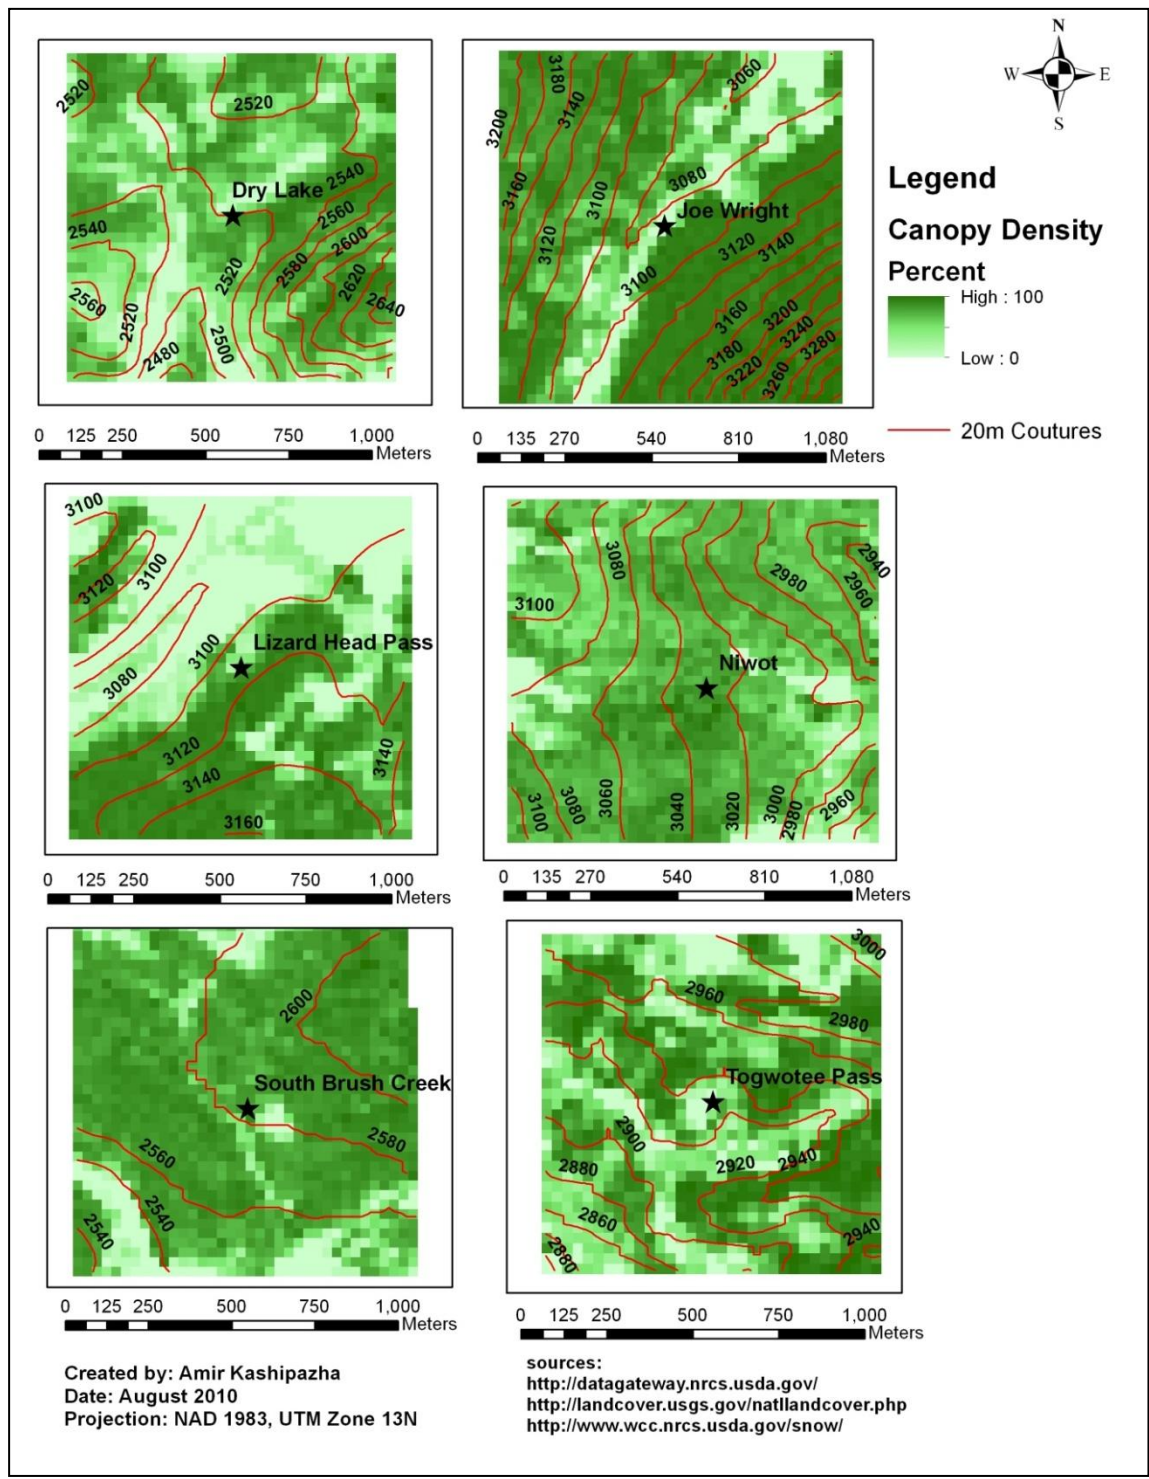 N
W E
S
Legend
Canopy Density
Percent
High : 100
Low : 0
20m Coutures
2520
2520
Dry Lake
2540
2540
2560
2600
2580
2620
2520
2560
2520
2640
2480
2500
0 125 250 500 750 1,000
Meters
3060
3180
3140
3200
3160
3100
3080
Joe Wright
3120
3120
3140
3100
3160
3200
3240
3280
3180
3220
3260
0 135 270 540 810 1,080
Meters
3100
3100
3120
3100
Lizard Head Pass
3080
3120
3140
3140
3160
0 125 250 500 750 1,000
Meters
3080
2980
2940
2960
3100
Niwot
3100
3080
3060
3040
3020
3000
2980
2960
0 135 270 540 810 1,080
Meters
2600
South Brush Creek
2580
2560
2540
2540
0 125 250 500 750 1,000
Meters
3000
2960
2980
Togwotee Pass
2900
2880
2920
2940
2860
2940
2880
0 125 250 500 750 1,000
Meters
Created by: Amir Kashipazha
Date: August 2010
Projection: NAD 1983, UTM Zone 13N
sources:
http://datagateway.nrcs.usda.gov/
http://landcover.usgs.gov/natllandcover.php
http://www.wcc.nrcs.usda.gov/snow/